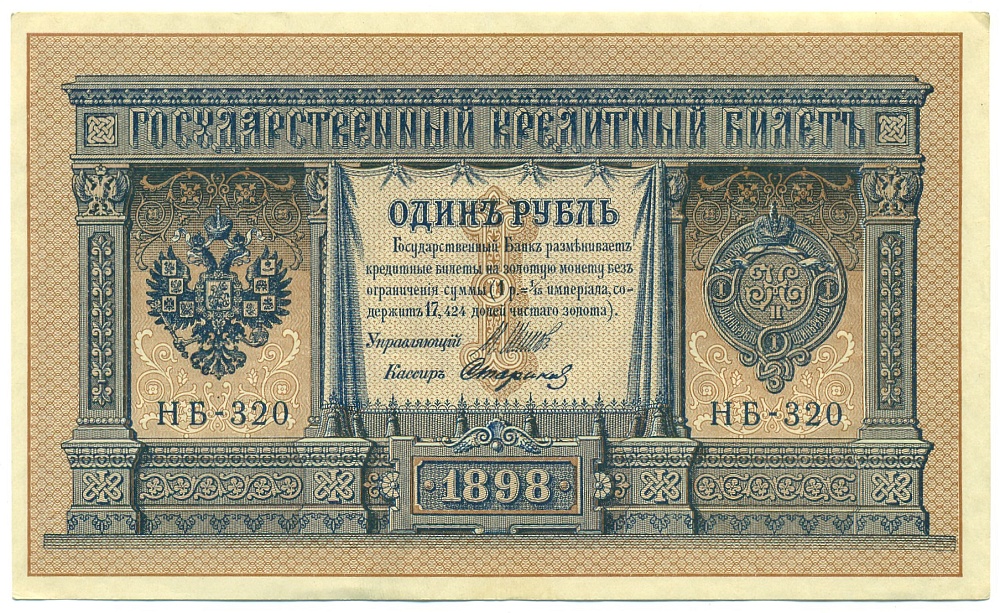 ГОСУДАРСТВЕННЫЙ КРЕДИТНЫЙ БИЛЕТЪ
ОДИНЪ РУБЛЬ
Государственный Банкъ размѣниваетъ
кредитные билеты на золотую монету безъ
ограниченія суммы (1 р.= 1/15 имперіала, со-
держитъ 17,424 долей чистаго золота).
Управляющій
Кассиръ
НБ-320
НБ-320
1898